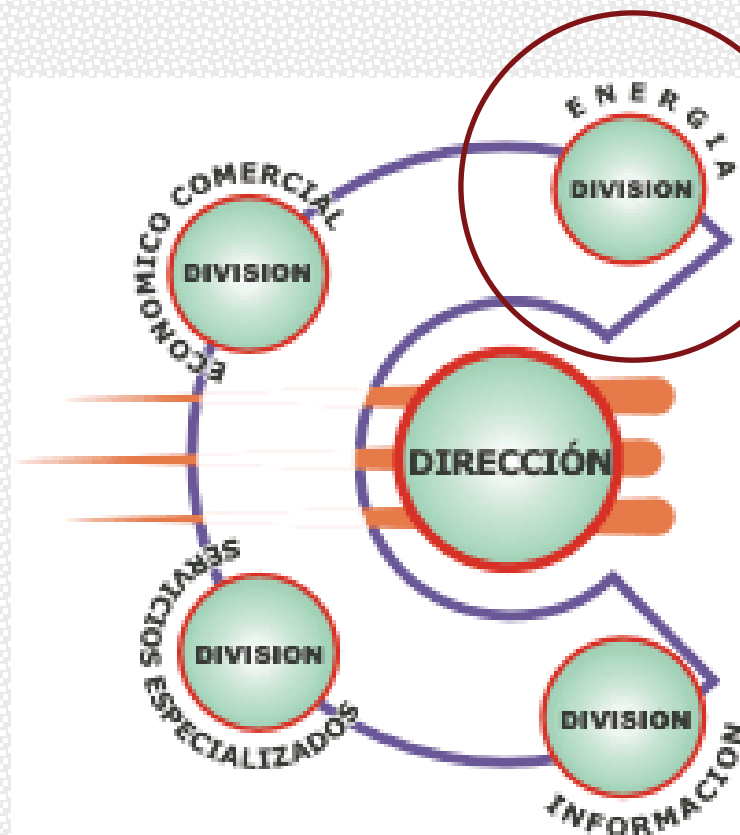 ENERGIA
DIVISION
ECONOMICO COMERCIAL
DIVISION
DIRECCIÓN
SERVICIOS ESPECIALIZADOS
DIVISION
DIVISION
INFORMACION